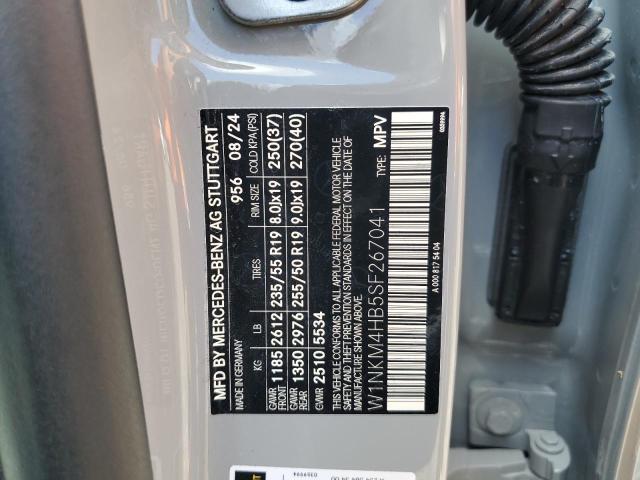 MFD BY MERCEDES-BENZ AG STUTTGART
MADE IN GERMANY 956 08/24
KG LB TIRES RIM SIZE COLD KPA(PSI)
GAWR 1185 2612 235/55 R19 8.0Jx19 250(37)
GAWR REAR 1350 2976 255/50 R19 9.0Jx19 270(40)
GVWR 2510 5534
THIS VEHICLE CONFORMS TO ALL APPLICABLE FEDERAL MOTOR VEHICLE
SAFETY AND THEFT PREVENTION STANDARDS IN EFFECT ON THE DATE OF
MANUFACTURE SHOWN ABOVE.
W1NKM4HB5SF267041 TYPE: MPV
A 000 817 54 04